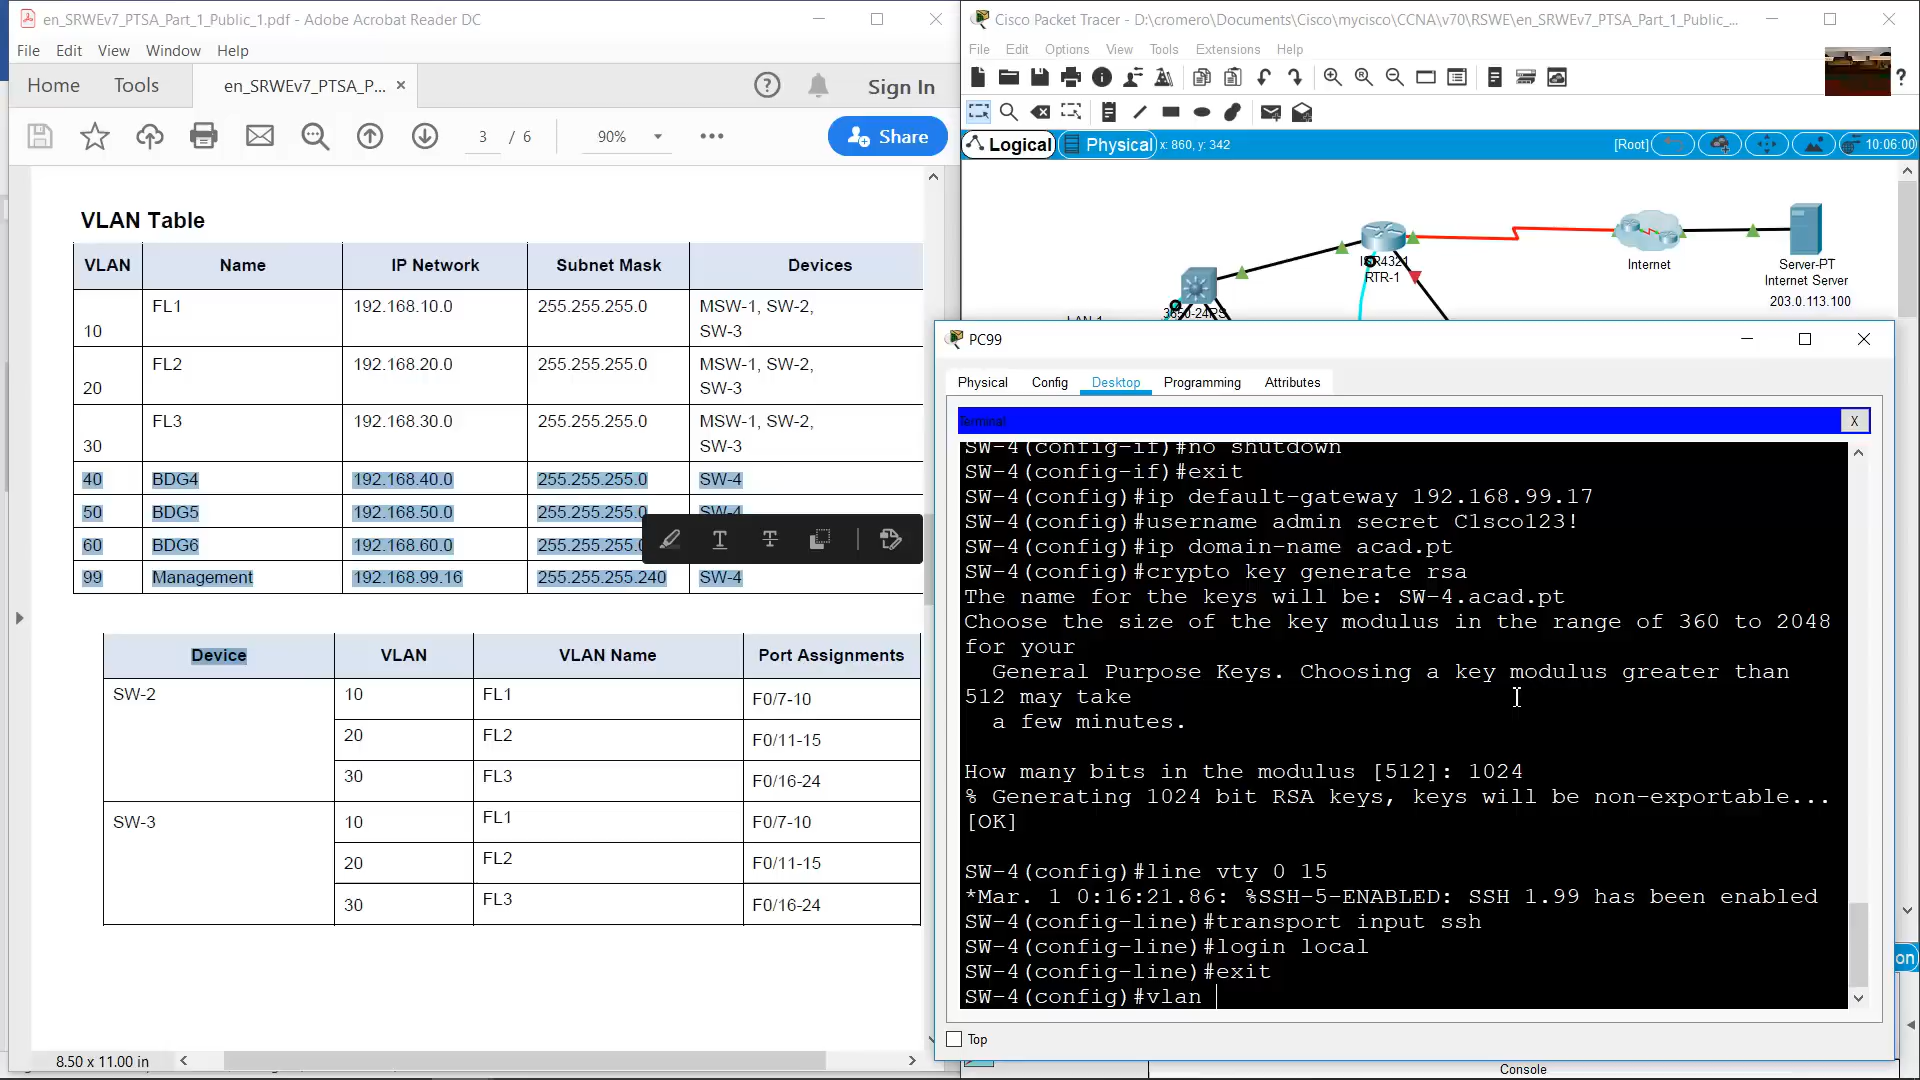 en_SRWEv7_PTSA_Part_1_Public_1.pdf - Adobe Acrobat Reader DC
File Edit View Window Help
Home Tools en_SRWEv7_PTSA_P... × Sign In
3 / 6 90% Share
VLAN Table
VLAN Name IP Network Subnet Mask Devices
10 FL1 192.168.10.0 255.255.255.0 MSW-1, SW-2,
SW-3
20 FL2 192.168.20.0 255.255.255.0 MSW-1, SW-2,
SW-3
30 FL3 192.168.30.0 255.255.255.0 MSW-1, SW-2,
SW-3
40 BDG4 192.168.40.0 255.255.255.0 SW-4
50 BDG5 192.168.50.0 255.255.255.0 SW-4
60 BDG6 192.168.60.0 255.255.255.0
99 Management 192.168.99.16 255.255.255.240 SW-4
Device VLAN VLAN Name Port Assignments
SW-2 10 FL1 F0/7-10
20 FL2 F0/11-15
30 FL3 F0/16-24
SW-3 10 FL1 F0/7-10
20 FL2 F0/11-15
30 FL3 F0/16-24
8.50 x 11.00 in
Cisco Packet Tracer - D:\cromero\Documents\Cisco\mycisco\CCNA\v70\RSWE\en_SRWEv7_PTSA_Part_1_Public_...
File Edit Options View Tools Extensions Help
Logical Physical x: 860, y: 342 [Root] 10:06:00
ISR4321
RTR-1
3650-24PS
LAN-1
Internet
Server-PT
Internet Server
203.0.113.100
PC99
Physical Config Desktop Programming Attributes
Terminal X
SW-4(config-if)#no shutdown
SW-4(config-if)#exit
SW-4(config)#ip default-gateway 192.168.99.17
SW-4(config)#username admin secret C1sco123!
SW-4(config)#ip domain-name acad.pt
SW-4(config)#crypto key generate rsa
The name for the keys will be: SW-4.acad.pt
Choose the size of the key modulus in the range of 360 to 2048
for your
General Purpose Keys. Choosing a key modulus greater than
512 may take
a few minutes.
How many bits in the modulus [512]: 1024
% Generating 1024 bit RSA keys, keys will be non-exportable...
[OK]
SW-4(config)#line vty 0 15
*Mar. 1 0:16:21.86: %SSH-5-ENABLED: SSH 1.99 has been enabled
SW-4(config-line)#transport input ssh
SW-4(config-line)#login local
SW-4(config-line)#exit
SW-4(config)#vlan
Top
on
Console